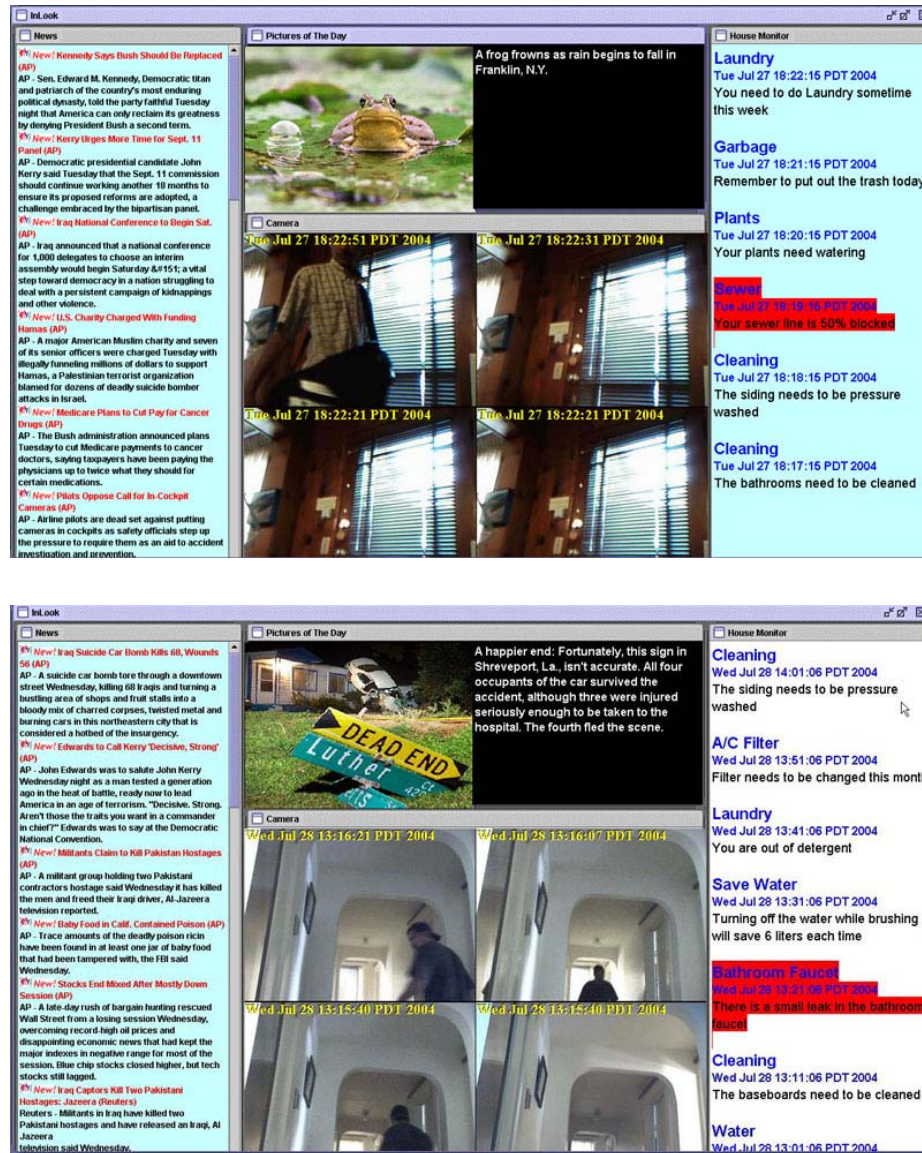 InLook
News
New! Kennedy Says Bush Should Be Replaced
(AP)
AP - Sen. Edward M. Kennedy, Democratic titan
and patriarch of the country's most enduring
political dynasty, told the party faithful Tuesday
night that America can only reclaim its greatness
by denying President Bush a second term.
New! Kerry Urges More Time for Sept. 11
Panel (AP)
AP - Democratic presidential candidate John
Kerry said Tuesday that the Sept. 11 commission
should continue working another 18 months to
ensure its proposed reforms are adopted, a
challenge embraced by the bipartisan panel.
New! Iraq National Conference to Begin Sat.
(AP)
AP - Iraq announced that a national conference
for 1,000 delegates to choose an interim
assembly would begin Saturday &#151; a vital
step toward democracy in a nation struggling to
deal with a persistent campaign of kidnappings
and other violence.
New! U.S. Charity Charged With Funding
Hamas (AP)
AP - A major American Muslim charity and seven
of its senior officers were charged Tuesday with
illegally funneling millions of dollars to support
Hamas, a Palestinian terrorist organization
blamed for dozens of deadly suicide bomber
attacks in Israel.
New! Medicare Plans to Cut Pay for Cancer
Drugs (AP)
AP - The Bush administration announced plans
Tuesday to cut Medicare payments to cancer
doctors, saying taxpayers have been paying the
physicians up to twice what they should for
certain medications.
New! Pilots Oppose Call for In-Cockpit
Cameras (AP)
AP - Airline pilots are dead set against putting
cameras in cockpits as safety officials step up
the pressure to require them as an aid to accident
investigation and prevention.
Pictures of The Day
A frog frowns as rain begins to fall in
Franklin, N.Y.
Camera
Tue Jul 27 18:22:51 PDT 2004
Tue Jul 27 18:22:31 PDT 2004
Tue Jul 27 18:22:21 PDT 2004
Tue Jul 27 18:22:21 PDT 2004
House Monitor
Laundry
Tue Jul 27 18:22:15 PDT 2004
You need to do Laundry sometime
this week
Garbage
Tue Jul 27 18:21:15 PDT 2004
Remember to put out the trash today
Plants
Tue Jul 27 18:20:15 PDT 2004
Your plants need watering
Sewer
Tue Jul 27 18:19:15 PDT 2004
Your sewer line is 50% blocked
Cleaning
Tue Jul 27 18:18:15 PDT 2004
The siding needs to be pressure
washed
Cleaning
Tue Jul 27 18:17:15 PDT 2004
The bathrooms need to be cleaned
InLook
News
New! Iraq Suicide Car Bomb Kills 68, Wounds
56 (AP)
AP - A suicide car bomb tore through a downtown
street Wednesday, killing 68 Iraqis and turning a
bustling area of shops and fruit stalls into a
bloody mix of charred corpses, twisted metal and
burning cars in this northeastern city that is
considered a hotbed of the insurgency.
New! Edwards to Call Kerry 'Decisive, Strong'
(AP)
AP - John Edwards was to salute John Kerry
Wednesday night as a man tested a generation
ago in the heat of battle, ready now to lead
America in an age of terrorism. "Decisive. Strong.
Aren't those the traits you want in a commander
in chief?" Edwards was to say at the Democratic
National Convention.
New! Militants Claim to Kill Pakistan Hostages
(AP)
AP - A militant group holding two Pakistani
contractors hostage said Wednesday it has killed
the men and freed their Iraqi driver, Al-Jazeera
television reported.
New! Baby Food in Calif. Contained Poison (AP)
AP - Trace amounts of the deadly poison ricin
have been found in at least one jar of baby food
that had been tampered with, the FBI said
Wednesday.
New! Stocks End Mixed After Mostly Down
Session (AP)
AP - A late-day rush of bargain hunting rescued
Wall Street from a losing session Wednesday,
overcoming record-high oil prices and
disappointing economic news that had kept the
major indexes in negative range for most of the
session. Blue chip stocks closed higher, but tech
stocks still lagged.
New! Iraq Captors Kill Two Pakistani
Hostages: Jazeera (Reuters)
Reuters - Militants in Iraq have killed two
Pakistani hostages and have released an Iraqi, Al
Jazeera
television said Wednesday.
Pictures of The Day
DEAD END
Luther Ct
42
A happier end: Fortunately, this sign in
Shreveport, La., isn't accurate. All four
occupants of the car survived the
accident, although three were injured
seriously enough to be taken to the
hospital. The fourth fled the scene.
Camera
Wed Jul 28 13:16:21 PDT 2004
Wed Jul 28 13:16:07 PDT 2004
Wed Jul 28 13:15:40 PDT 2004
Wed Jul 28 13:15:40 PDT 2004
House Monitor
Cleaning
Wed Jul 28 14:01:06 PDT 2004
The siding needs to be pressure
washed
A/C Filter
Wed Jul 28 13:51:06 PDT 2004
Filter needs to be changed this month
Laundry
Wed Jul 28 13:41:06 PDT 2004
You are out of detergent
Save Water
Wed Jul 28 13:31:06 PDT 2004
Turning off the water while brushing
will save 6 liters each time
Bathroom Faucet
Wed Jul 28 13:21:06 PDT 2004
There is a small leak in the bathroom
faucet
Cleaning
Wed Jul 28 13:11:06 PDT 2004
The baseboards need to be cleaned
Water
Wed Jul 28 13:01:06 PDT 2004